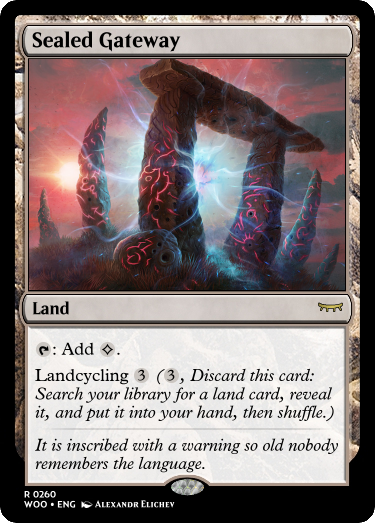 Sealed Gateway
Land
: Add .
Landcycling 3 (3, Discard this card:
Search your library for a land card, reveal
it, and put it into your hand, then shuffle.)
It is inscribed with a warning so old nobody
remembers the language.
R 0260
WOO • ENG Alexandr Elichev